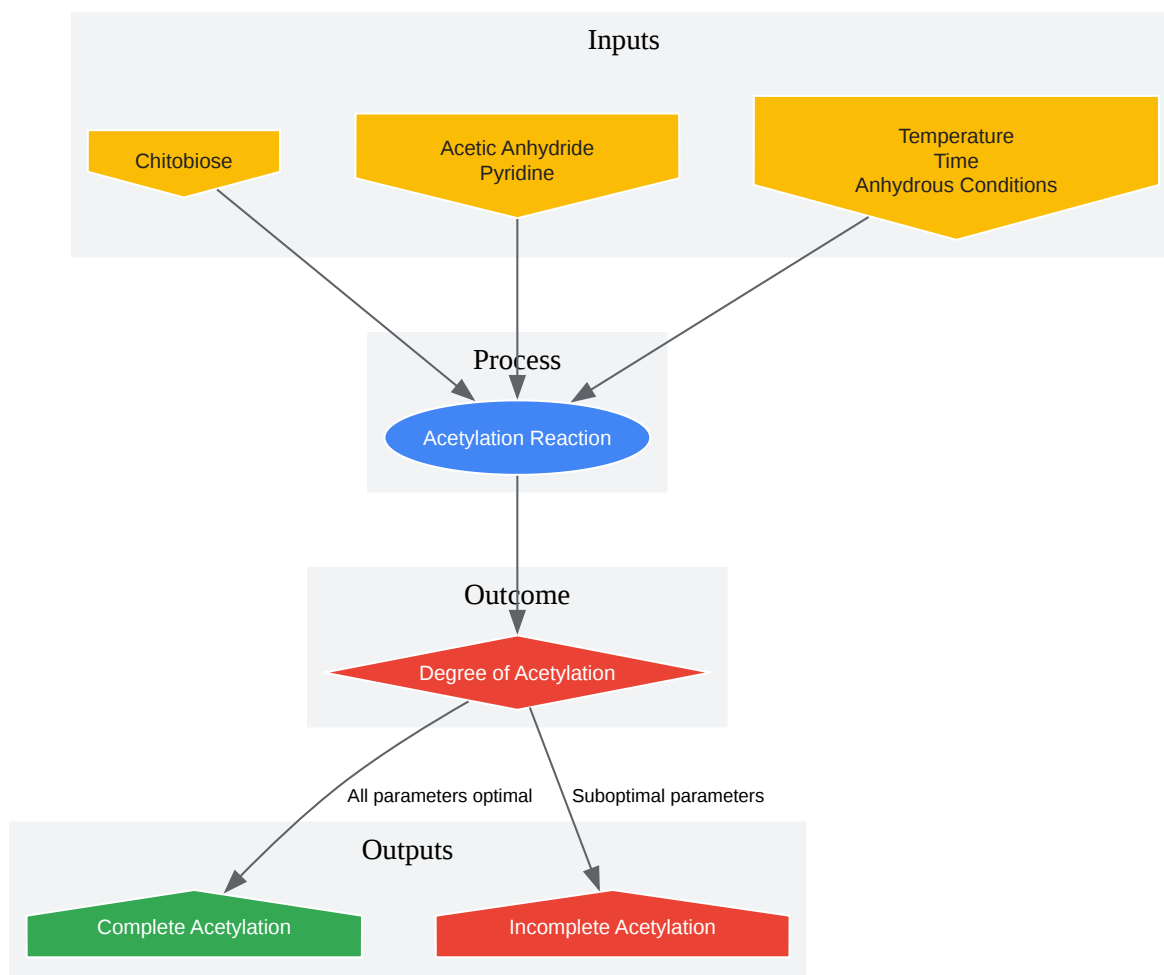 Inputs
Chitobiose
Acetic Anhydride
Pyridine
Temperature
Time
Anhydrous Conditions
Process
Acetylation Reaction
Outcome
Degree of Acetylation
All parameters optimal
Suboptimal parameters
Outputs
Complete Acetylation
Incomplete Acetylation